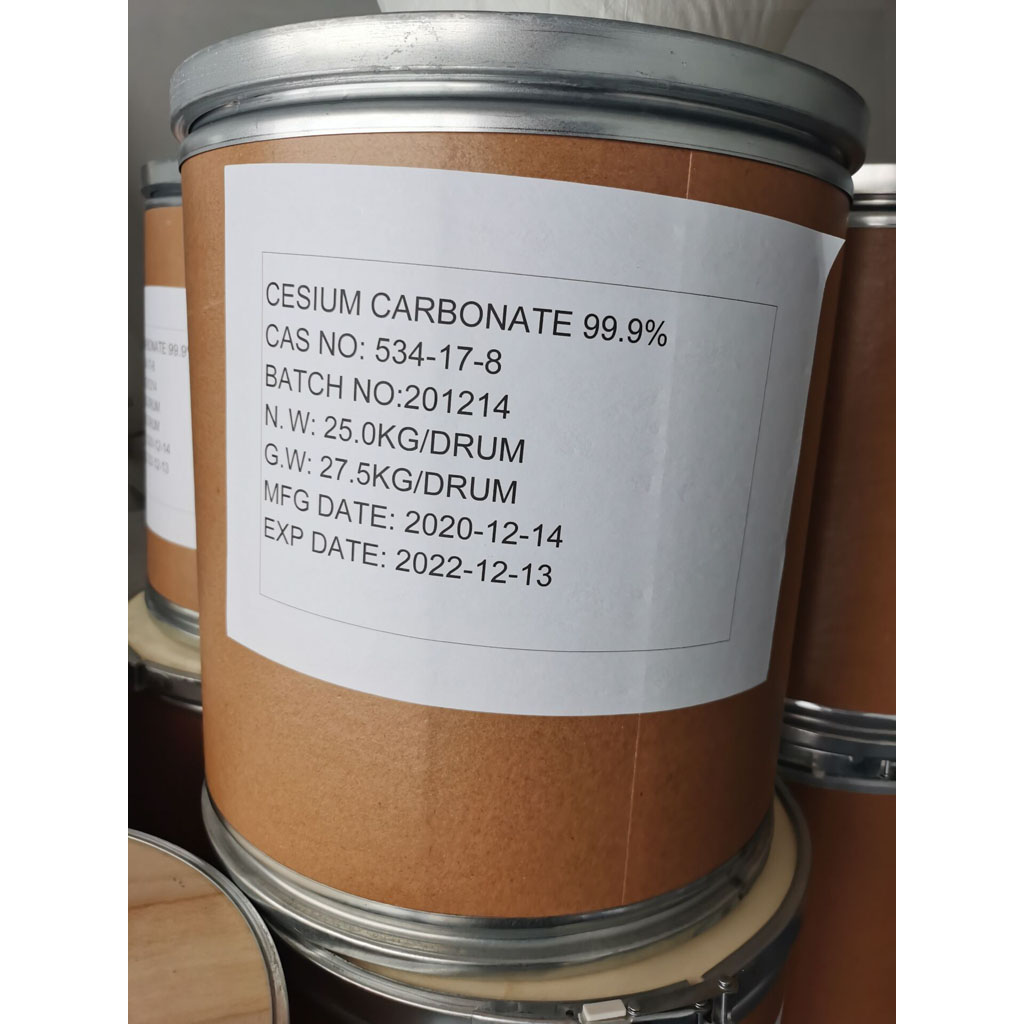 CESIUM CARBONATE 99.9%
CAS NO: 534-17-8
BATCH NO:201214
N.W: 25.0KG/DRUM
G.W: 27.5KG/DRUM
MFG DATE: 2020-12-14
EXP DATE: 2022-12-13